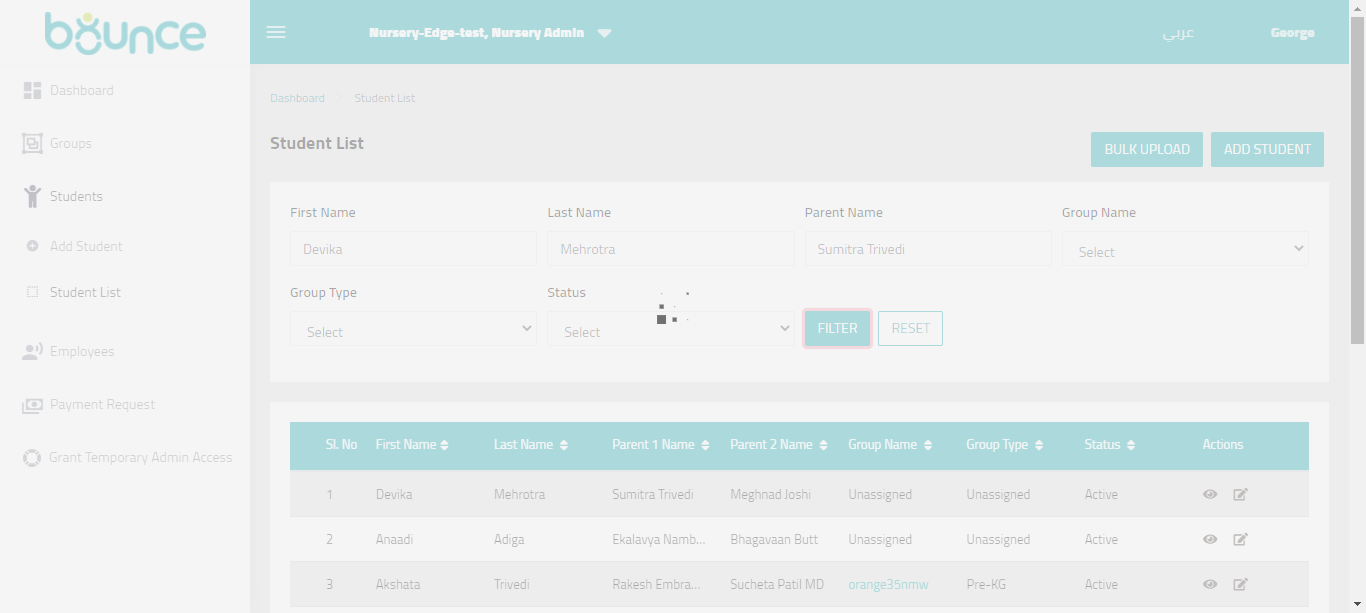 bounce
Nursery-Edge-test, Nursery Admin
عربي
George
Dashboard
Groups
Students
Add Student
Student List
Employees
Payment Request
Grant Temporary Admin Access
Dashboard Student List
Student List
BULK UPLOAD ADD STUDENT
First Name Last Name Parent Name Group Name
Devika Mehrotra Sumitra Trivedi Select
Group Type Status
Select Select FILTER RESET
Sl. No First Name Last Name Parent 1 Name Parent 2 Name Group Name Group Type Status Actions
1 Devika Mehrotra Sumitra Trivedi Meghnad Joshi Unassigned Unassigned Active
2 Anaadi Adiga Ekalavya Namb... Bhagavaan Butt Unassigned Unassigned Active
3 Akshata Trivedi Rakesh Embra... Sucheta Patil MD orange35nmw Pre-KG Active